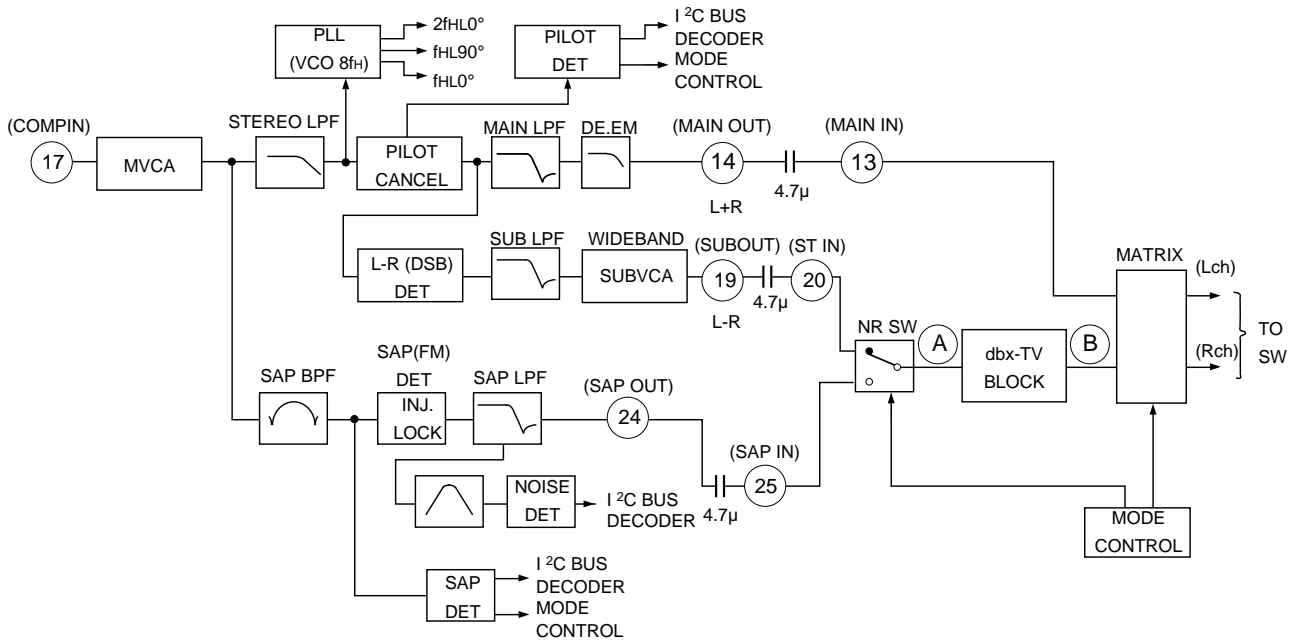 PLL
(VCO 8fH)
2fHL0°
fHL90°
fHL0°
PILOT
DET
I 2C BUS
DECODER
MODE
CONTROL
(COMPIN)
17
MVCA
STEREO LPF
PILOT
CANCEL
MAIN LPF
DE.EM
(MAIN OUT)
14
L+R
4.7µ
(MAIN IN)
13
L-R (DSB)
DET
SUB LPF
WIDEBAND
SUBVCA
(SUBOUT)
19
L-R
4.7µ
(ST IN)
20
NR SW
A
dbx-TV
BLOCK
B
MATRIX
(Lch)
(Rch)
TO
SW
SAP BPF
SAP(FM)
DET
INJ.
LOCK
SAP LPF
(SAP OUT)
24
4.7µ
(SAP IN)
25
NOISE
DET
I 2C BUS
DECODER
MODE
CONTROL
SAP
DET
I 2C BUS
DECODER
MODE
CONTROL